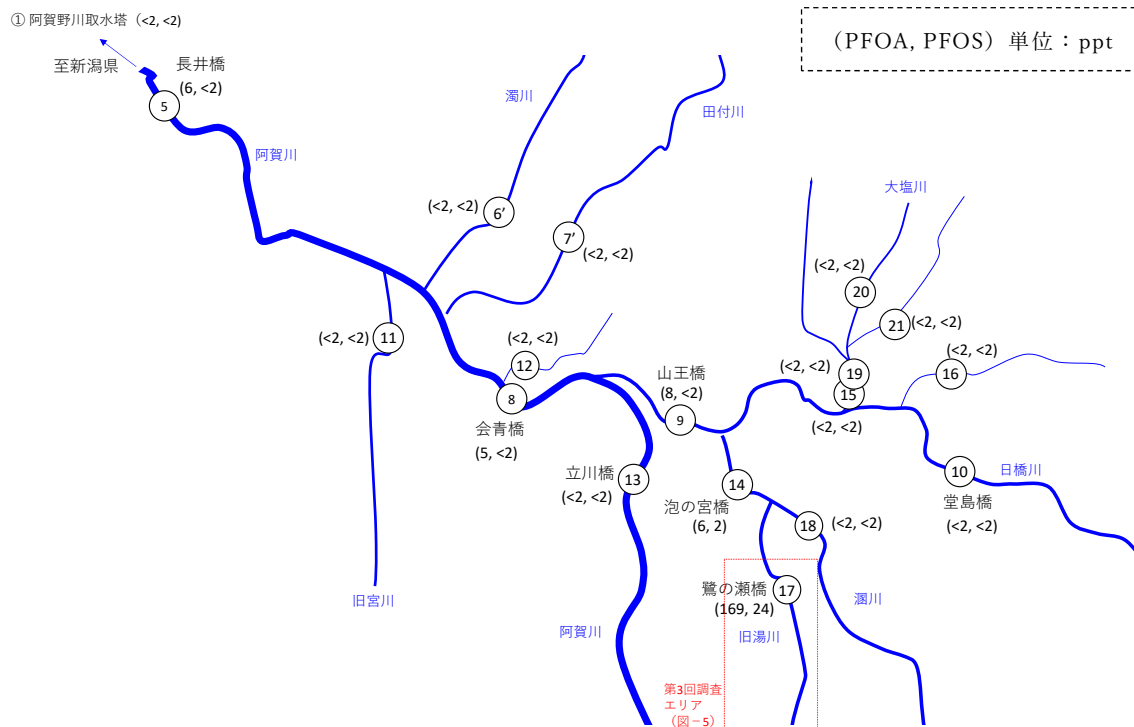 ① 阿賀野川取水塔（<2, <2）
（PFOA, PFOS）単位：ppt
至新潟県
長井橋
(6, <2)
5
阿賀川
濁川
田付川
大塩川
(<2, <2)
6’
7’
(<2, <2)
(<2, <2)
20
21
(<2, <2)
(<2, <2)
11
(<2, <2)
12
山王橋
(8, <2)
9
(<2, <2)
19
15
(<2, <2)
(<2, <2)
16
8
会青橋
(5, <2)
立川橋
(<2, <2)
13
14
泡の宮橋
(6, 2)
18
(<2, <2)
10
日橋川
堂島橋
(<2, <2)
旧宮川
鷺の瀬橋
(169, 24)
17
阿賀川
旧湯川
溷川
第3回調査
エリア
（図－5）